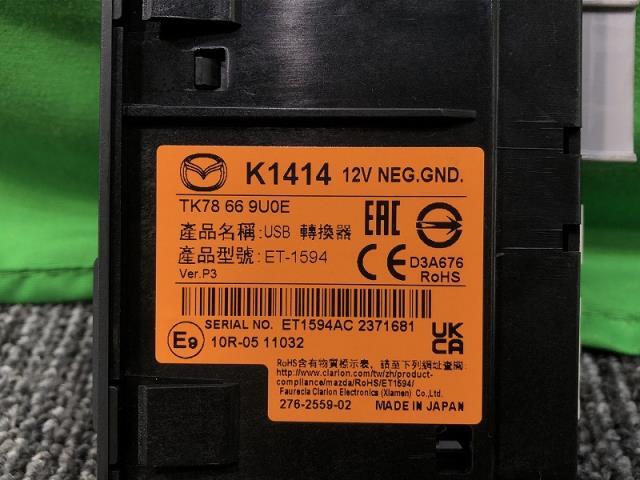 K1414 12V NEG.GND.
TK78 66 9U0E
產品名稱:USB 轉換器
產品型號: ET-1594
Ver.P3
EAC
CE
D3A676
RoHS
SERIAL NO. ET1594AC 2371681
E9 10R-05 11032
UK
CA
RoHS含有物質標示表, 請至下列網址查詢:
http://www.clarion.com/tw/zh/product-
compliance/mazda/RoHS/ET1594/
Faurecia Clarion Electronics (Xiamen) Co.,Ltd.
276-2559-02 MADE IN JAPAN